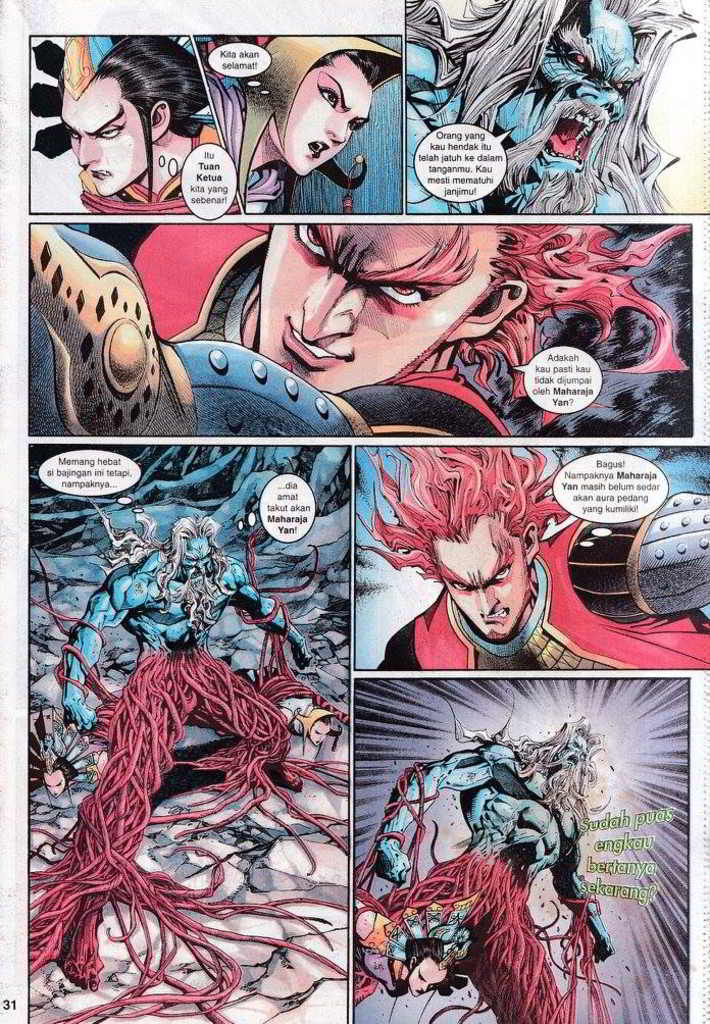 Itu
Tuan
Ketua
kita yang
sebenar!
Kita akan
selamat!
Orang yang
kau hendak itu
telah jatuh ke dalam
tanganmu. Kau
mesti mematuhi
janjimu!
Adakah
kau pasti kau
tidak dijumpai
oleh Maharaja
Yan?
Memang hebat
si bajingan ini tetapi,
nampaknya...
...dia
amat
takut akan
Maharaja
Yan!
Bagus!
Nampaknya Maharaja
Yan masih belum sedar
akan aura pedang
yang kumiliki!
Sudah puas
engkau
bertanya
sekarang?
31